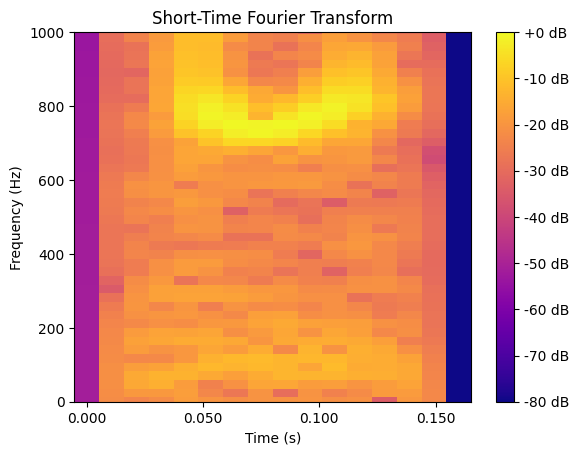 Short-Time Fourier Transform
1000
800
600
400
200
0
Frequency (Hz)
0.000
0.050
0.100
0.150
Time (s)
+0 dB
-10 dB
-20 dB
-30 dB
-40 dB
-50 dB
-60 dB
-70 dB
-80 dB